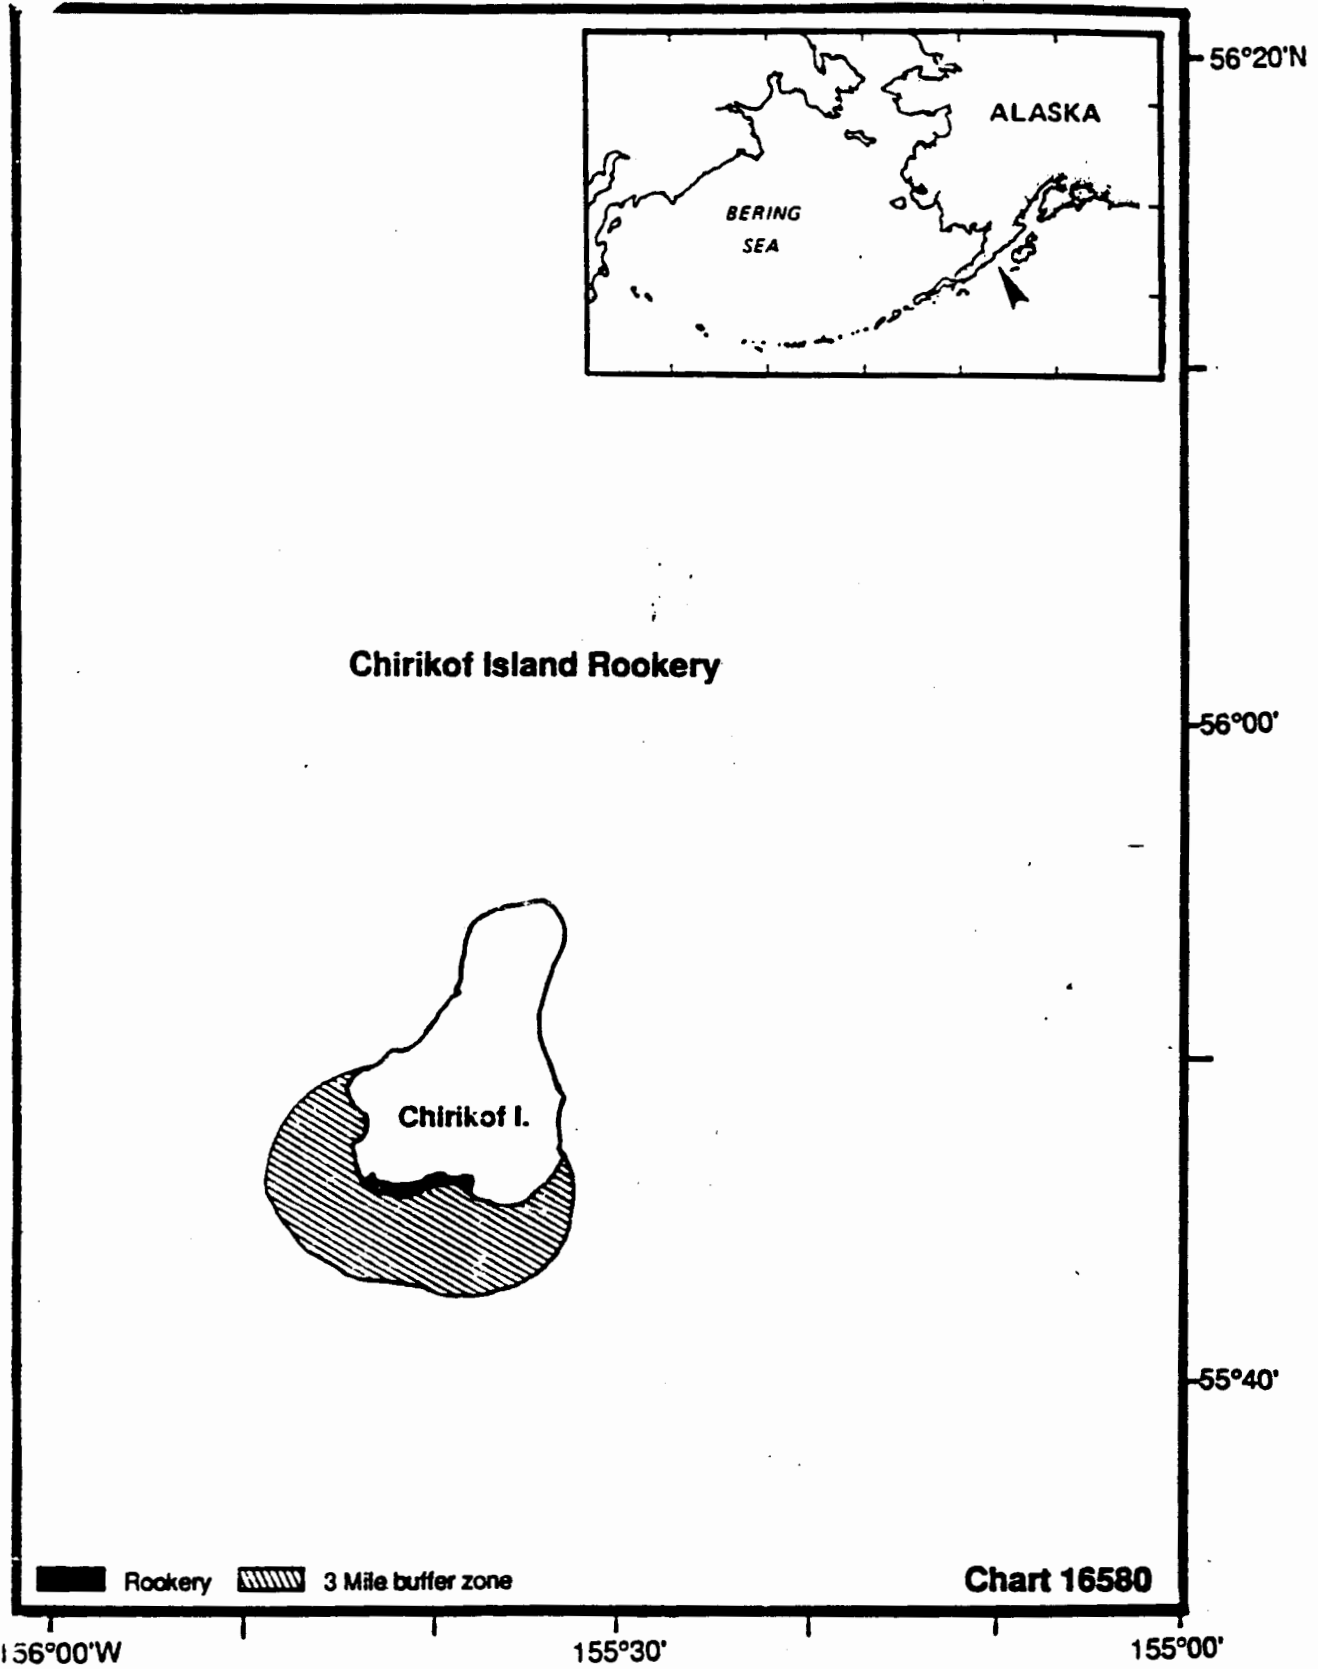 56°20'N
ALASKA
BERING
SEA
Chirikof Island Rookery
56°00'
Chirikof I.
55°40'
Rookery
3 Mile buffer zone
Chart 16580
156°00'W
155°30'
155°00'